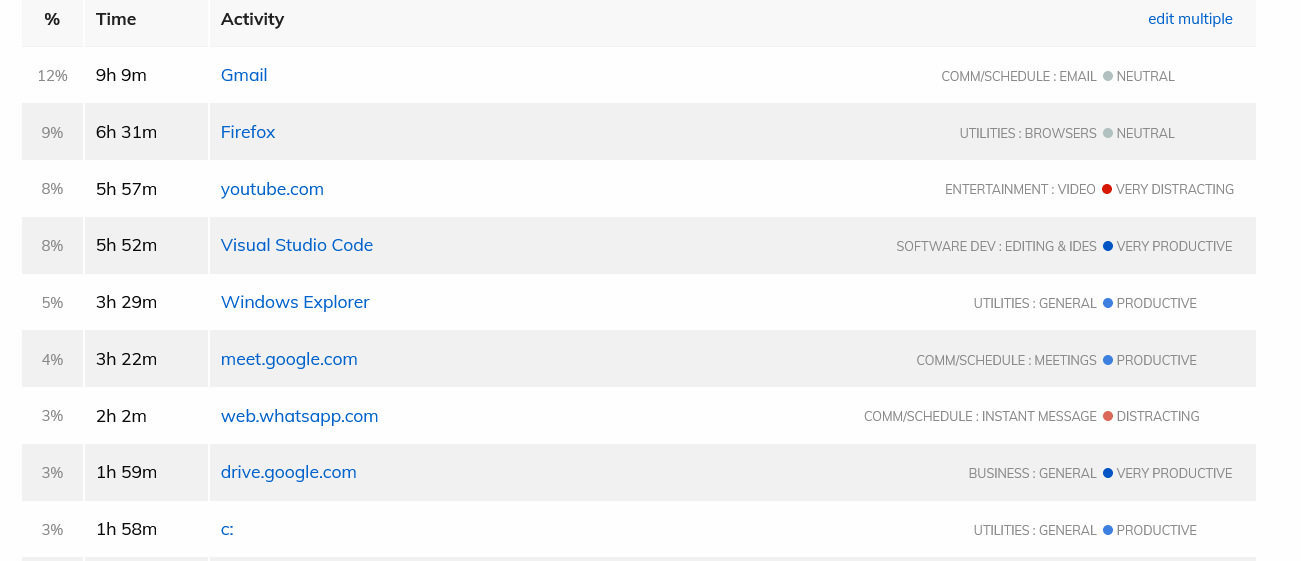 % Time Activity edit multiple
12% 9h 9m Gmail COMM/SCHEDULE : EMAIL NEUTRAL
9% 6h 31m Firefox UTILITIES : BROWSERS NEUTRAL
8% 5h 57m youtube.com ENTERTAINMENT : VIDEO VERY DISTRACTING
8% 5h 52m Visual Studio Code SOFTWARE DEV : EDITING & IDES VERY PRODUCTIVE
5% 3h 29m Windows Explorer UTILITIES : GENERAL PRODUCTIVE
4% 3h 22m meet.google.com COMM/SCHEDULE : MEETINGS PRODUCTIVE
3% 2h 2m web.whatsapp.com COMM/SCHEDULE : INSTANT MESSAGE DISTRACTING
3% 1h 59m drive.google.com BUSINESS : GENERAL VERY PRODUCTIVE
3% 1h 58m c: UTILITIES : GENERAL PRODUCTIVE